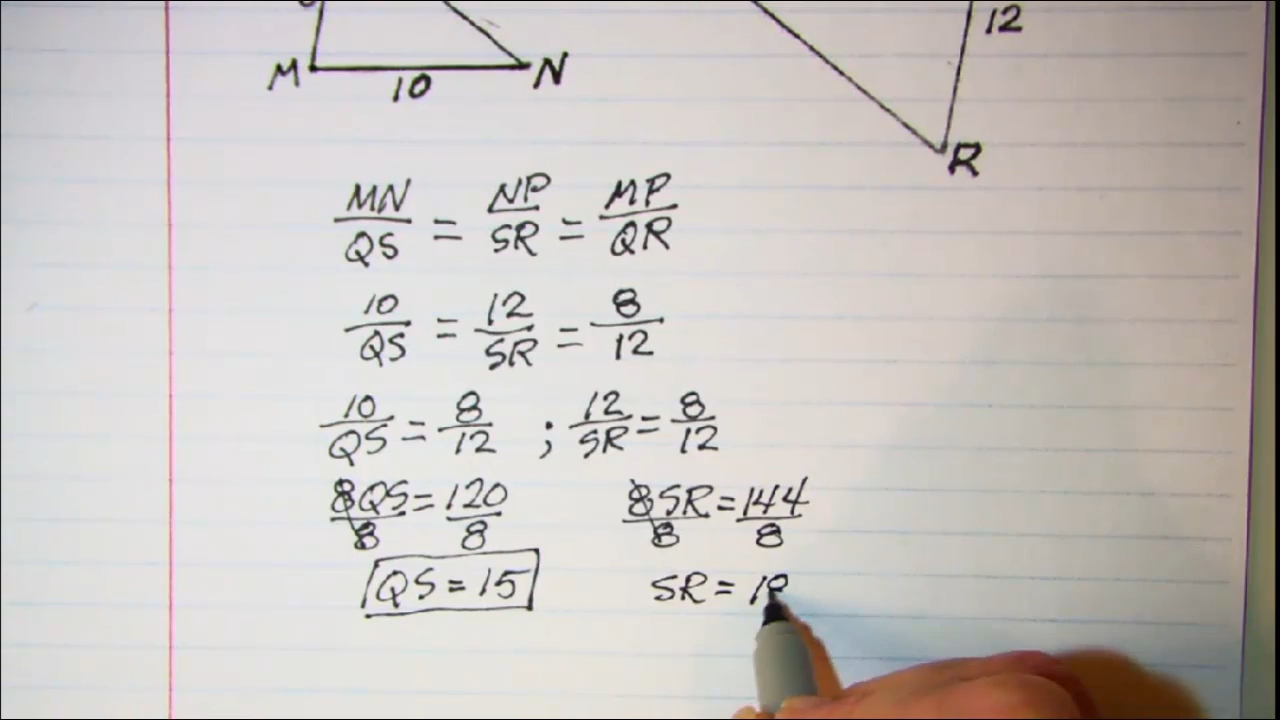 12
M 10 N
R
MN/QS = NP/SR = MP/QR
10/QS = 12/SR = 8/12
10/QS = 8/12 ; 12/SR = 8/12
8QS/8 = 120/8 8SR/8 = 144/8
QS = 15 SR = 18